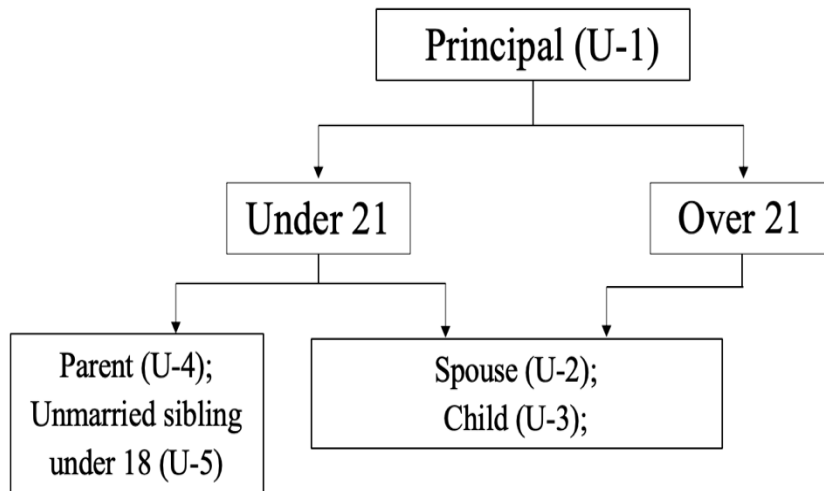 Principal (U-1)
Under 21
Over 21
Parent (U-4);
Unmarried sibling
under 18 (U-5)
Spouse (U-2);
Child (U-3);